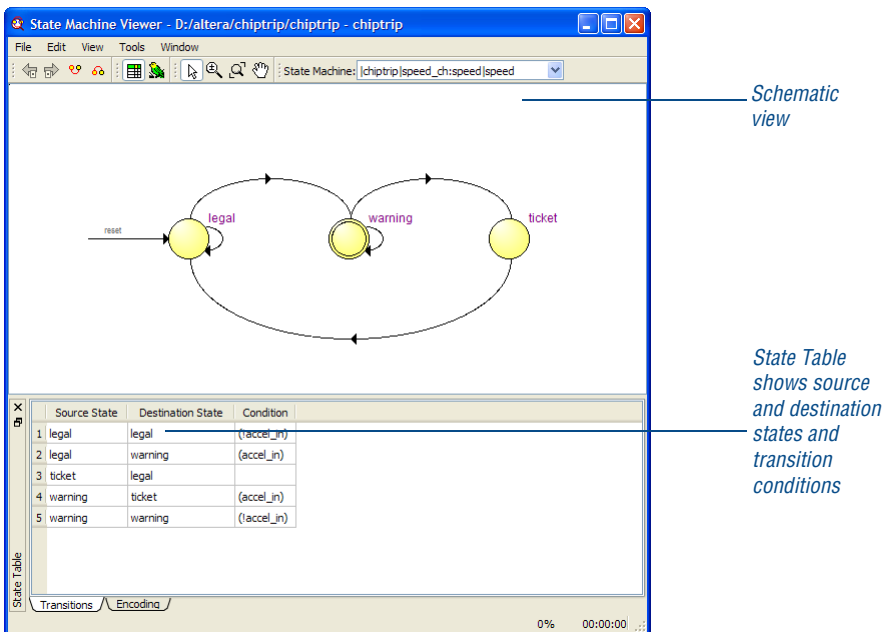 State Machine Viewer - D:/altera/chiptrip/chiptrip - chiptrip
File Edit View Tools Window
State Machine: |chiptrip|speed_ch:speed|speed
Schematic
view
reset
legal
warning
ticket
State Table
shows source
and destination
states and
transition
conditions
Source State Destination State Condition
1 legal legal (!accel_in)
2 legal warning (accel_in)
3 ticket legal
4 warning ticket (accel_in)
5 warning warning (!accel_in)
State Table
Transitions Encoding
0% 00:00:00